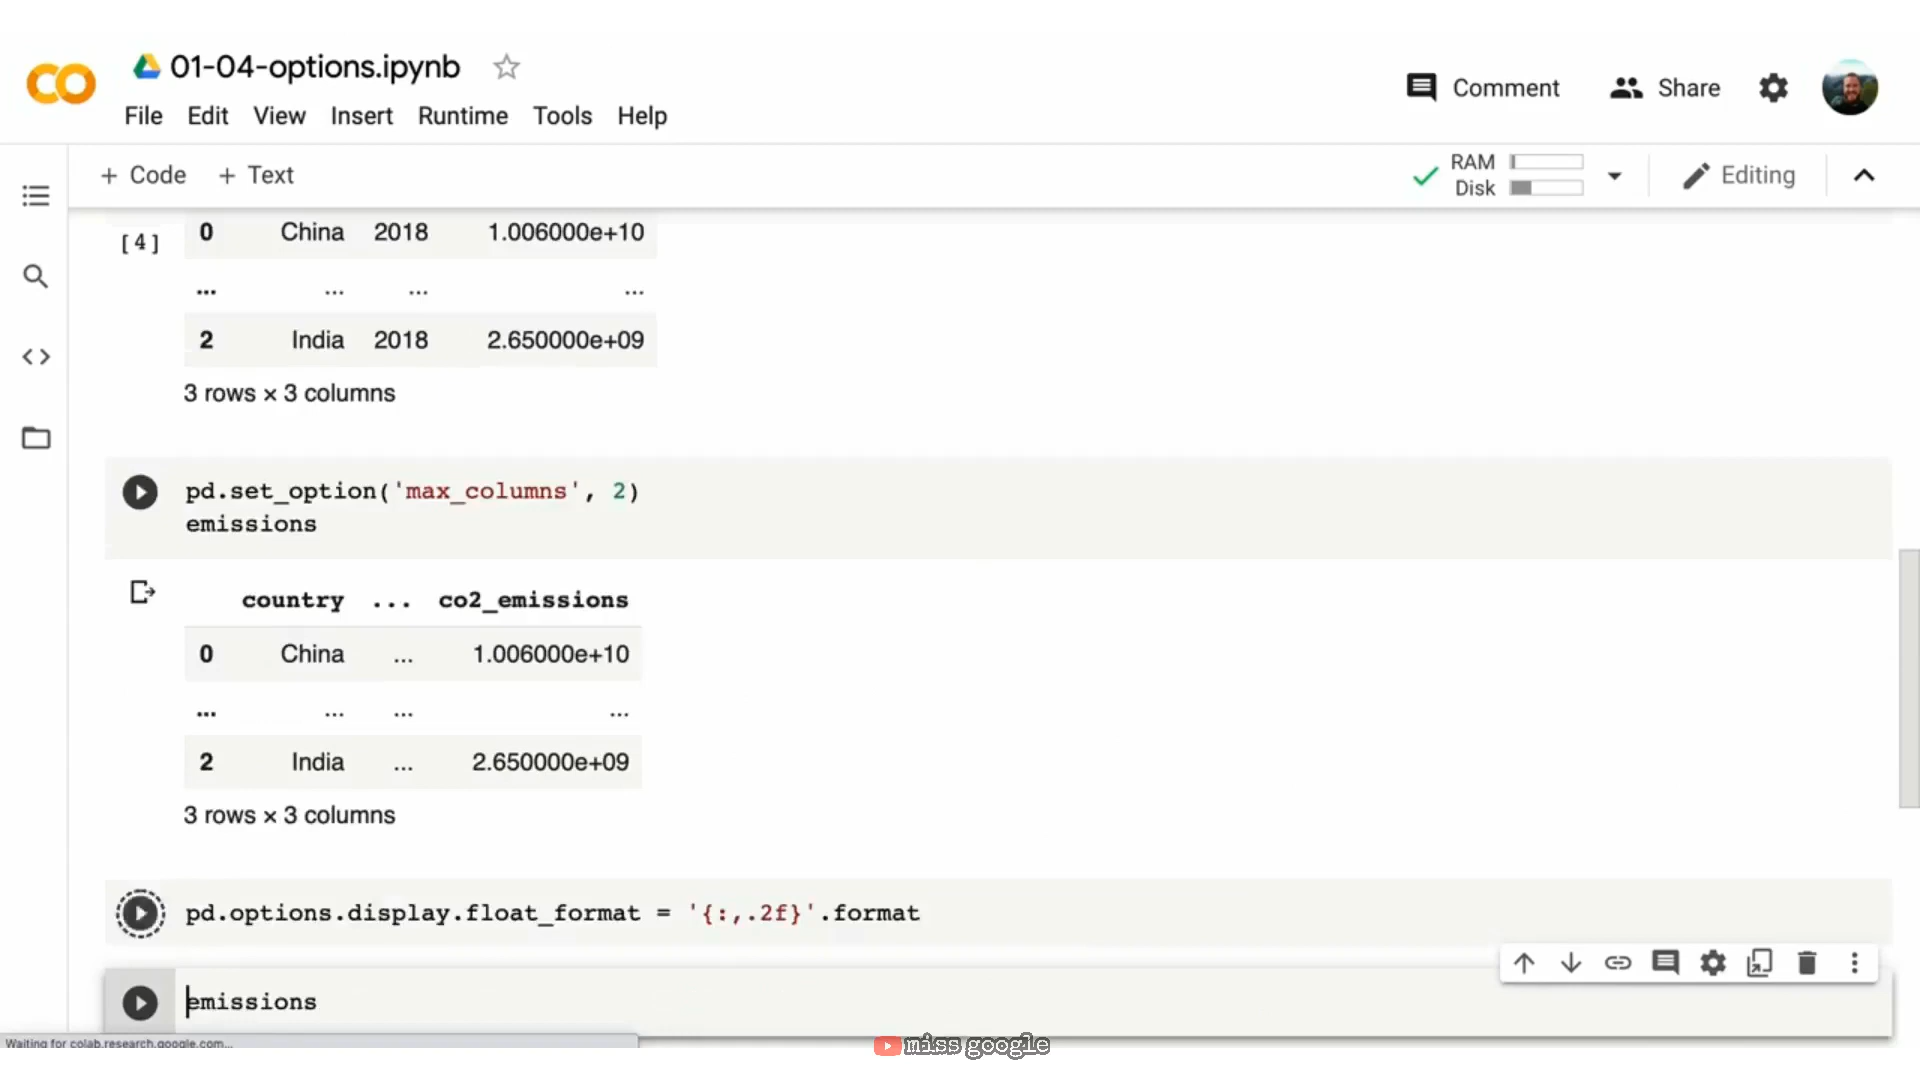 01-04-options.ipynb
File Edit View Insert Runtime Tools Help
Comment Share
+ Code + Text
RAM
Disk
Editing
[4]
0 China 2018 1.006000e+10
... ... ... ...
2 India 2018 2.650000e+09
3 rows × 3 columns
pd.set_option('max_columns', 2)
emissions
country ... co2_emissions
0 China ... 1.006000e+10
... ... ... ...
2 India ... 2.650000e+09
3 rows × 3 columns
pd.options.display.float_format = '{:,.2f}'.format
emissions
Waiting for colab.research.google.com...
miss google